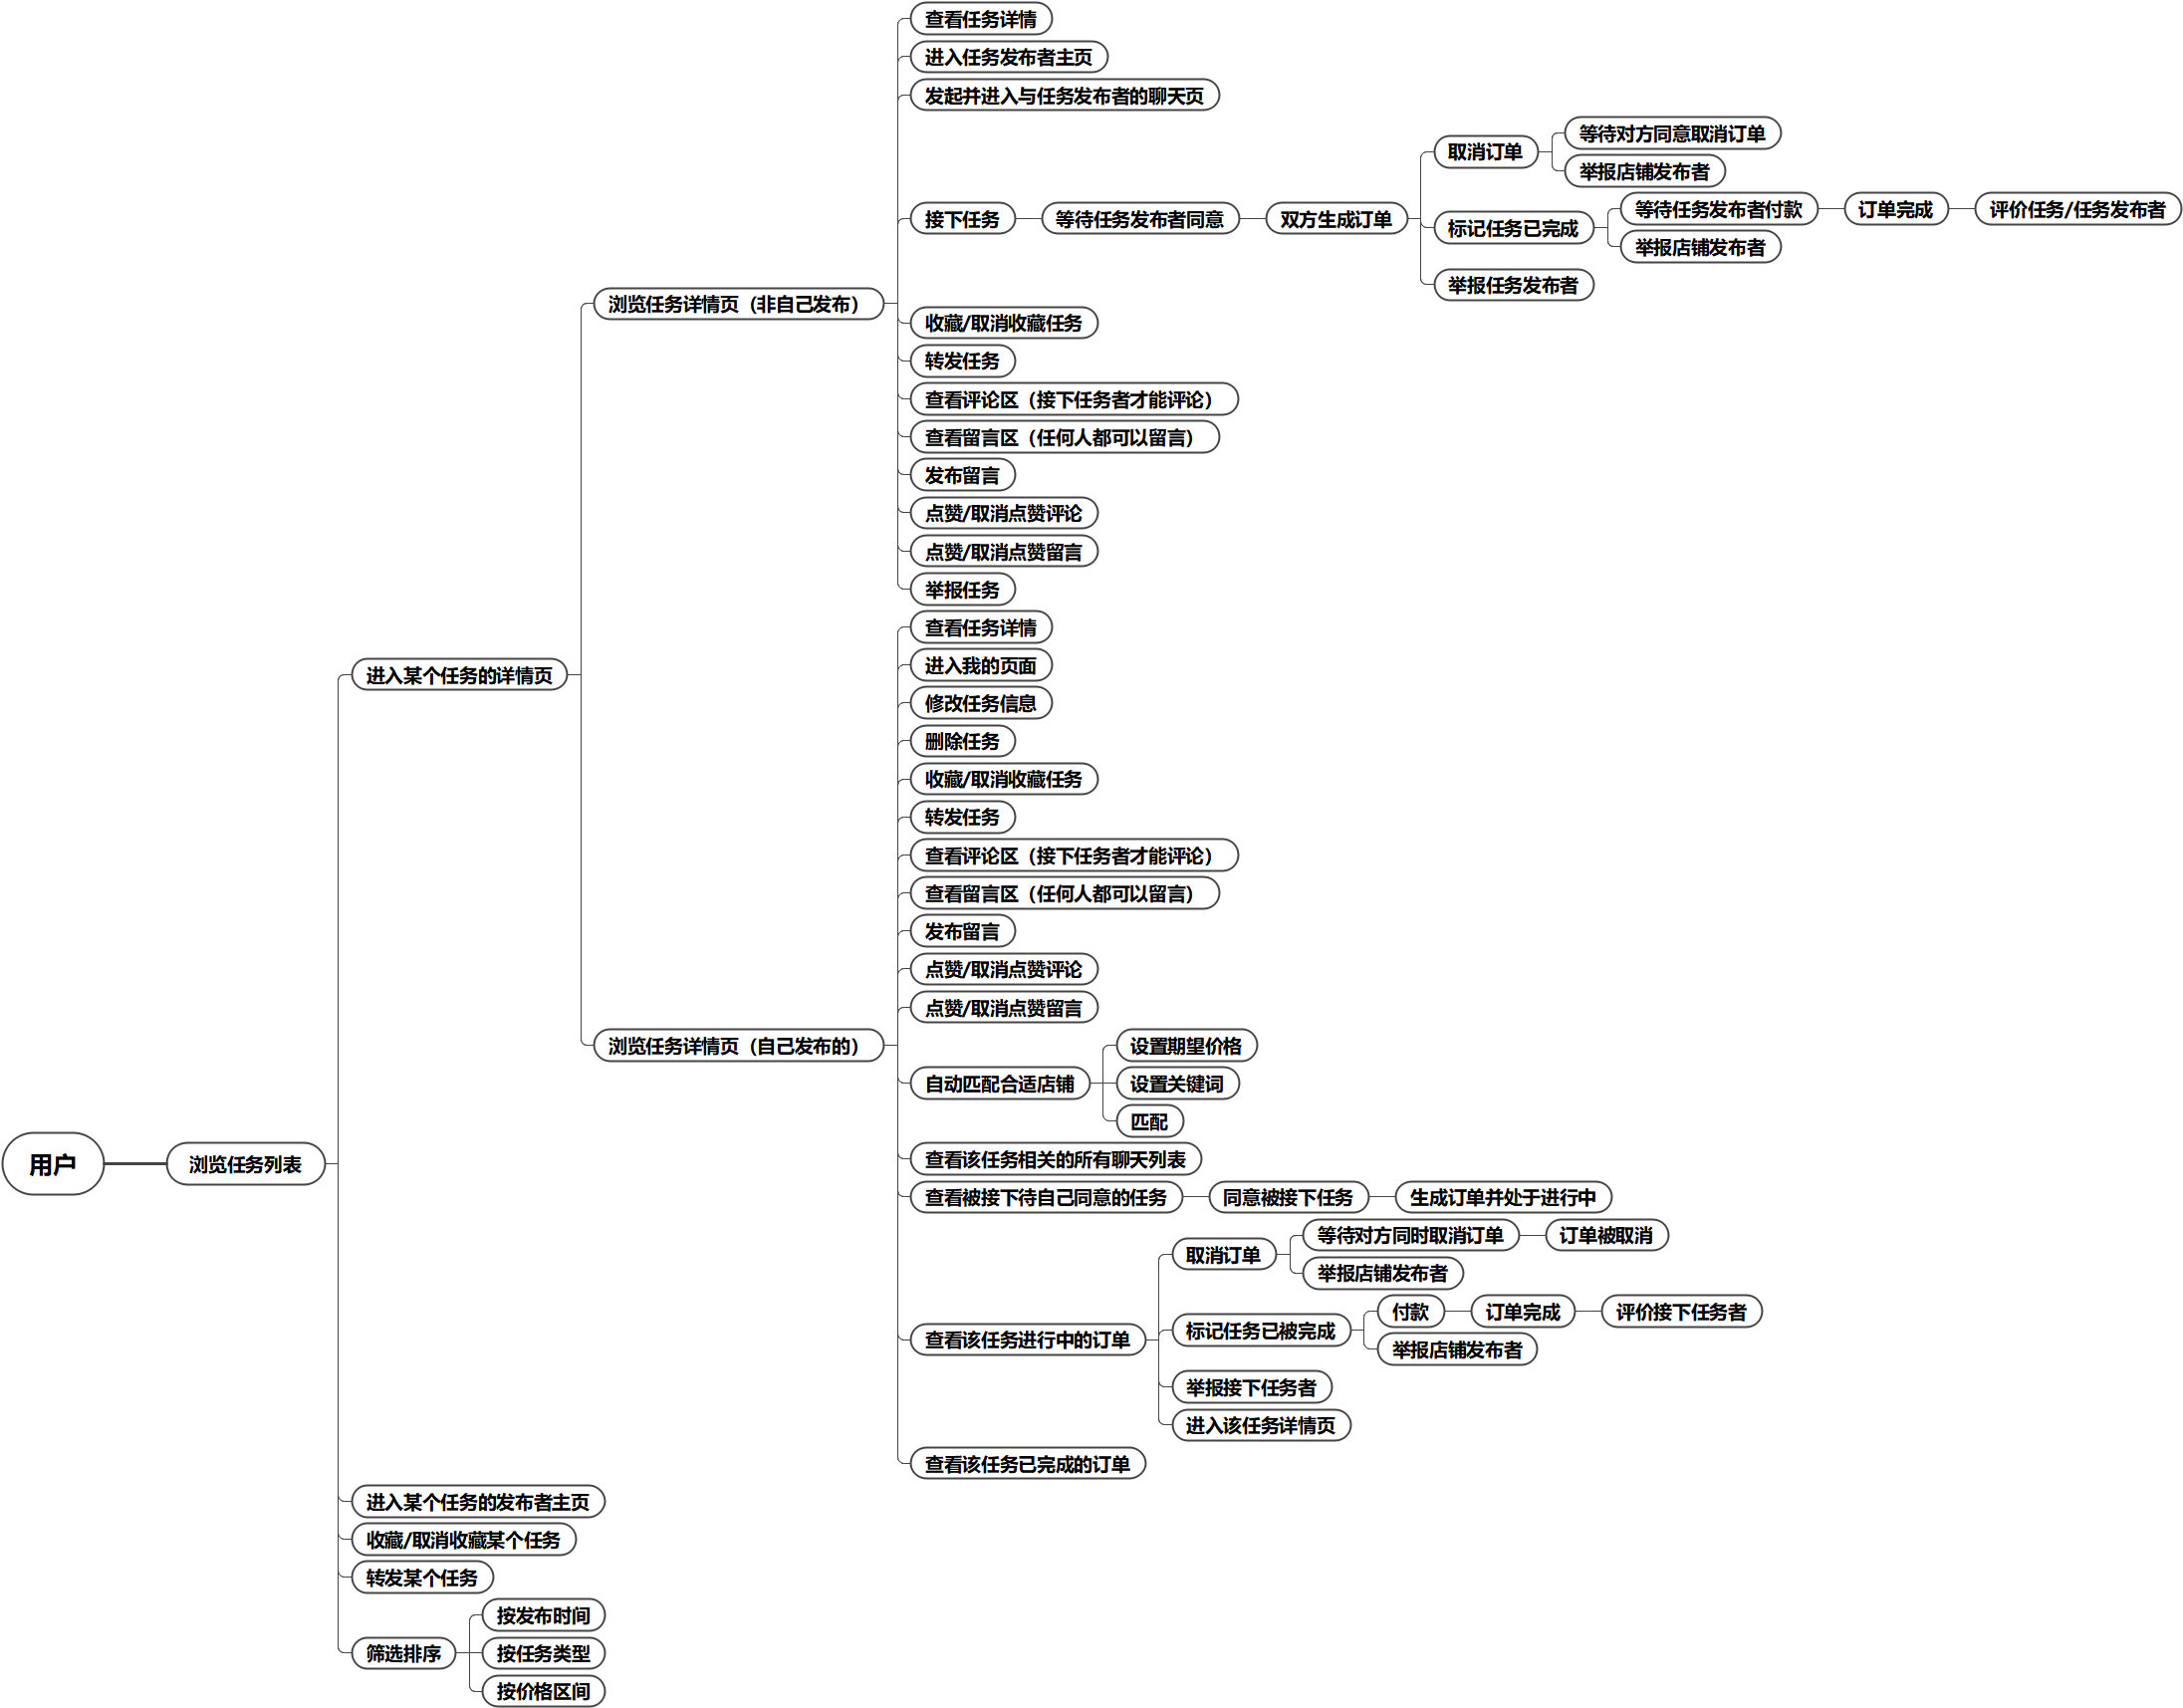 用户
浏览任务列表
进入某个任务的详情页
浏览任务详情页（非自己发布）
查看任务详情
进入任务发布者主页
发起并进入与任务发布者的聊天页
接下任务
等待任务发布者同意
双方生成订单
取消订单
等待对方同意取消订单
举报店铺发布者
标记任务已完成
等待任务发布者付款
订单完成
评价任务/任务发布者
举报店铺发布者
举报任务发布者
收藏/取消收藏任务
转发任务
查看评论区（接下任务者才能评论）
查看留言区（任何人都可以留言）
发布留言
点赞/取消点赞评论
点赞/取消点赞留言
举报任务
浏览任务详情页（自己发布的）
查看任务详情
进入我的页面
修改任务信息
删除任务
收藏/取消收藏任务
转发任务
查看评论区（接下任务者才能评论）
查看留言区（任何人都可以留言）
发布留言
点赞/取消点赞评论
点赞/取消点赞留言
自动匹配合适店铺
设置期望价格
设置关键词
匹配
查看该任务相关的所有聊天列表
查看被接下待自己同意的任务
同意被接下任务
生成订单并处于进行中
查看该任务进行中的订单
取消订单
等待对方同时取消订单
订单被取消
举报店铺发布者
标记任务已被完成
付款
订单完成
评价接下任务者
举报店铺发布者
举报接下任务者
进入该任务详情页
查看该任务已完成的订单
进入某个任务的发布者主页
收藏/取消收藏某个任务
转发某个任务
筛选排序
按发布时间
按任务类型
按价格区间